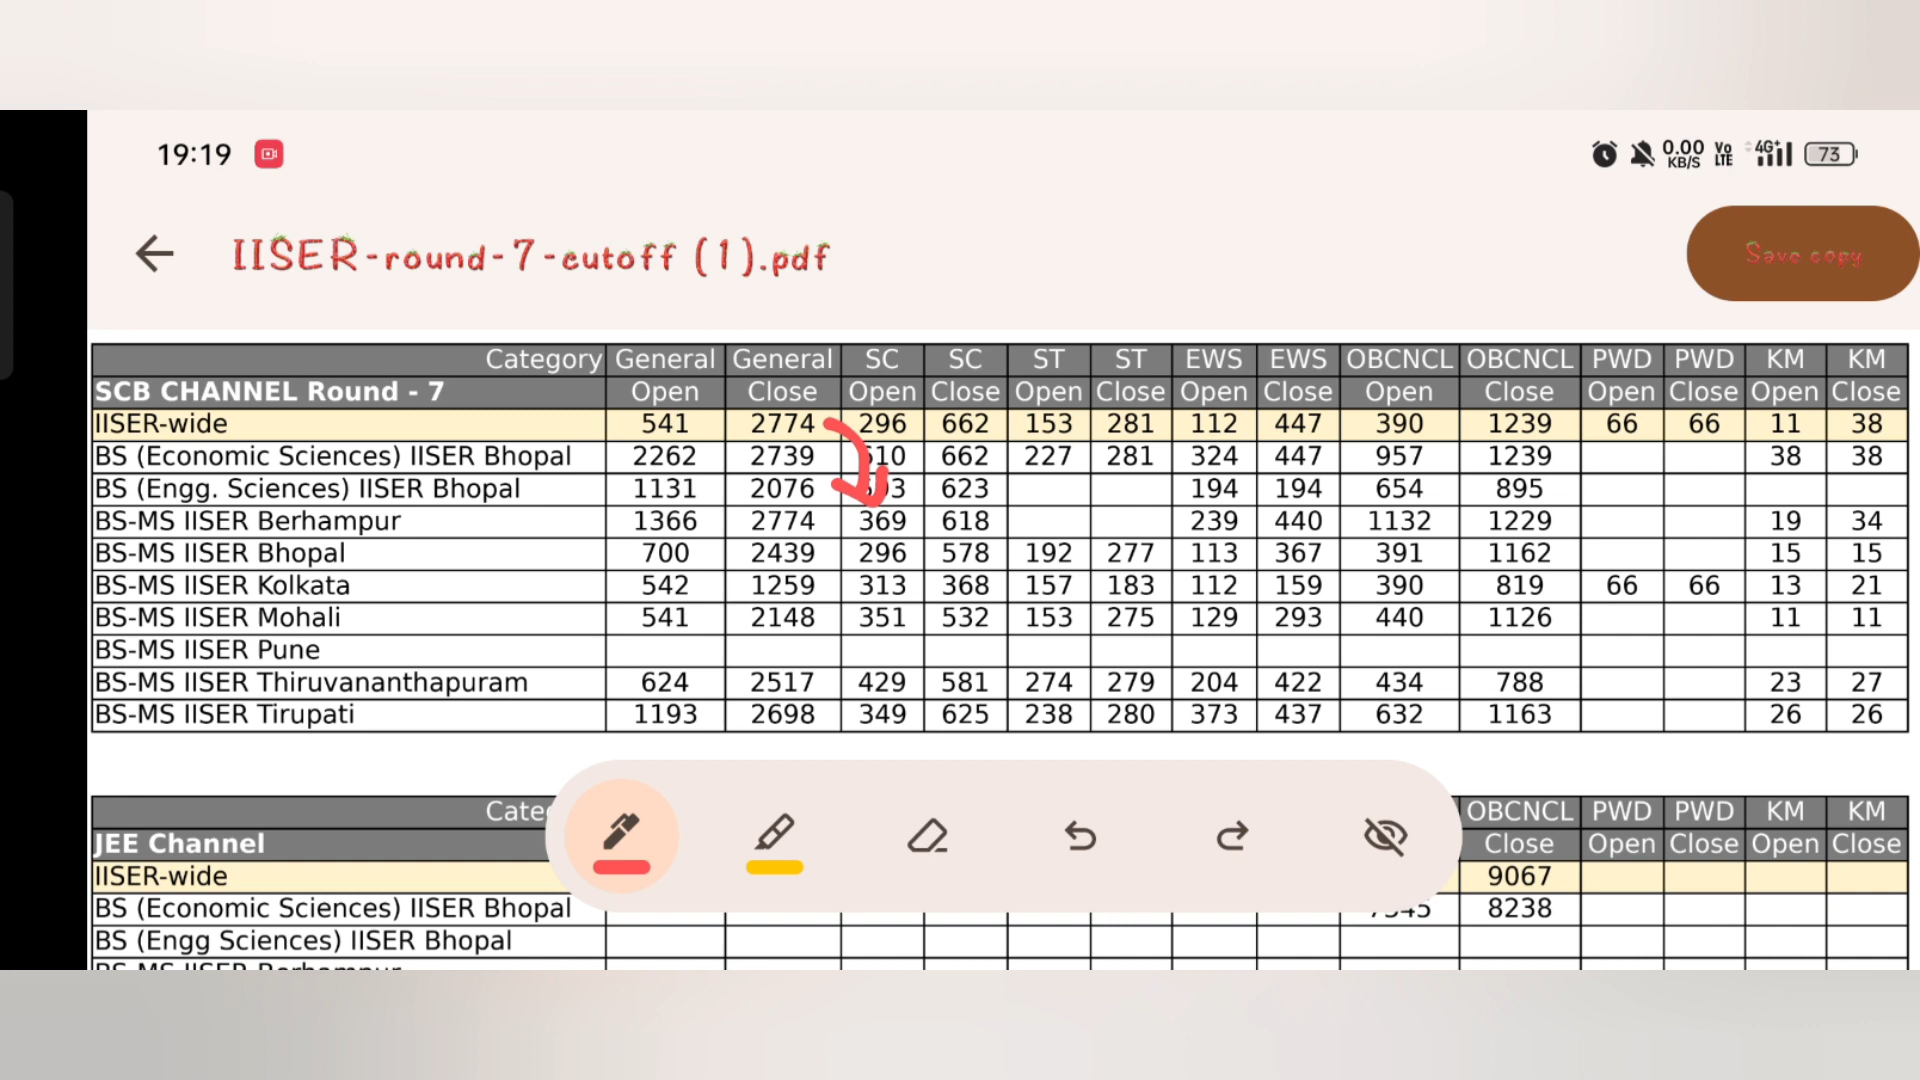 19:19 0.00 KB/S Vo LTE 4G+ 73
IISER-round-7-cutoff (1).pdf Save copy
Category General General SC SC ST ST EWS EWS OBCNCL OBCNCL PWD PWD KM KM
SCB CHANNEL Round - 7 Open Close Open Close Open Close Open Close Open Close Open Close Open Close
IISER-wide 541 2774 296 662 153 281 112 447 390 1239 66 66 11 38
BS (Economic Sciences) IISER Bhopal 2262 2739 662 227 281 324 447 957 1239 38 38
BS (Engg. Sciences) IISER Bhopal 1131 2076 623 194 194 654 895
BS-MS IISER Berhampur 1366 2774 369 618 239 440 1132 1229 19 34
BS-MS IISER Bhopal 700 2439 296 578 192 277 113 367 391 1162 15 15
BS-MS IISER Kolkata 542 1259 313 368 157 183 112 159 390 819 66 66 13 21
BS-MS IISER Mohali 541 2148 351 532 153 275 129 293 440 1126 11 11
BS-MS IISER Pune
BS-MS IISER Thiruvananthapuram 624 2517 429 581 274 279 204 422 434 788 23 27
BS-MS IISER Tirupati 1193 2698 349 625 238 280 373 437 632 1163 26 26
OBCNCL PWD PWD KM KM
JEE Channel Close Open Close Open Close
IISER-wide 9067
BS (Economic Sciences) IISER Bhopal 8238
BS (Engg Sciences) IISER Bhopal